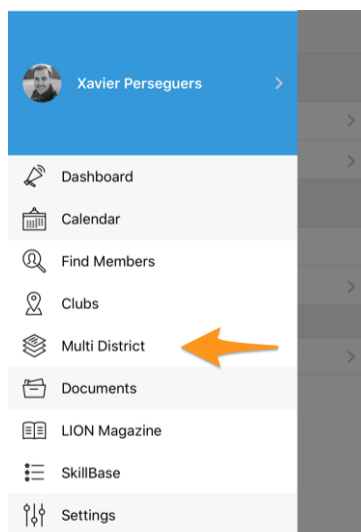 Xavier Perseguers
Dashboard
Calendar
Find Members
Clubs
Multi District
Documents
LION Magazine
SkillBase
Settings